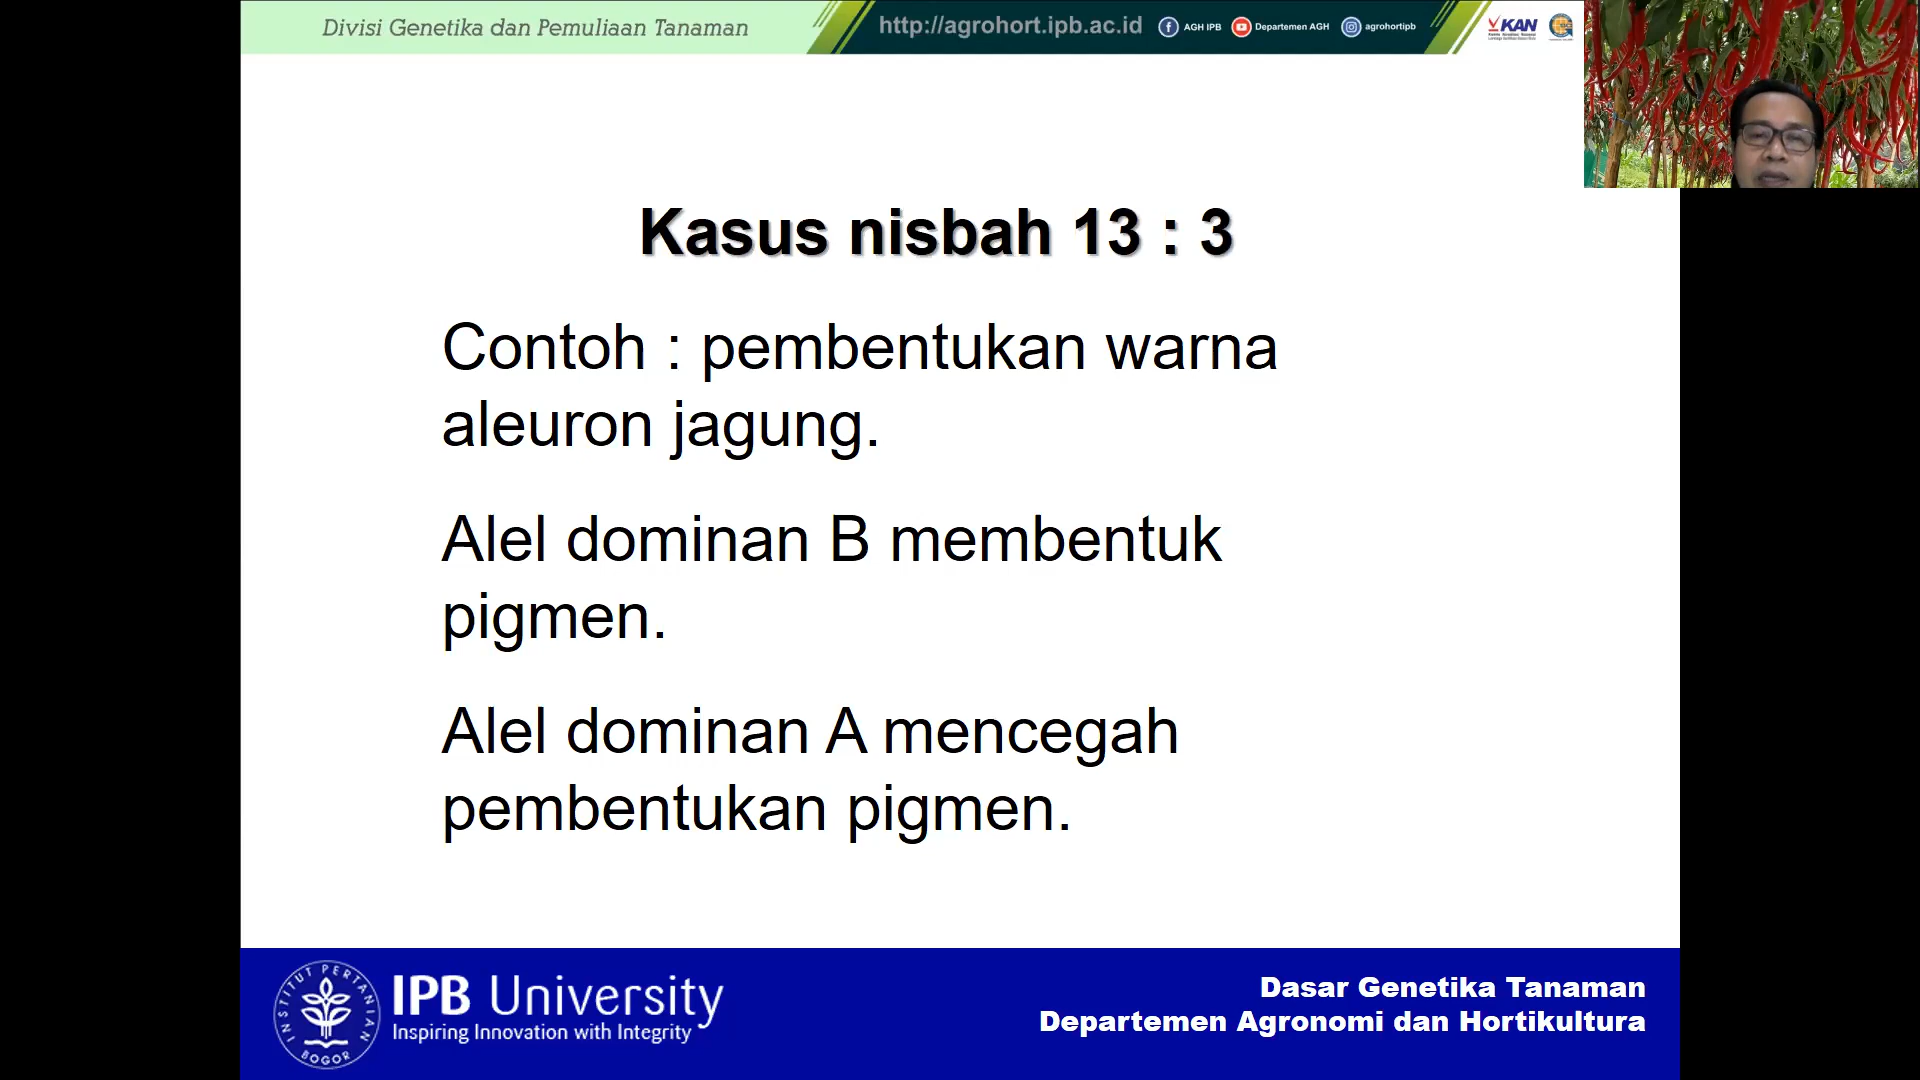 Divisi Genetika dan Pemuliaan Tanaman
http://agrohort.ipb.ac.id
AGH IPB
Departemen AGH
agrohortipb
KAN
Kasus nisbah 13 : 3
Contoh : pembentukan warna
aleuron jagung.
Alel dominan B membentuk
pigmen.
Alel dominan A mencegah
pembentukan pigmen.
INSTITUT PERTANIAN
BOGOR
IPB University
Inspiring Innovation with Integrity
Dasar Genetika Tanaman
Departemen Agronomi dan Hortikultura